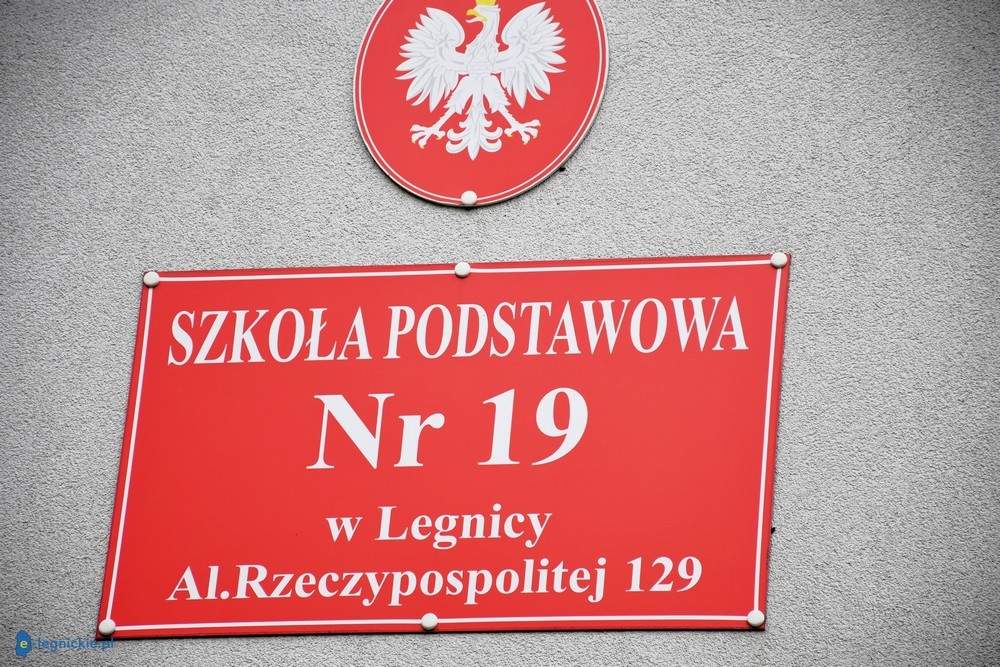 SZKOŁA PODSTAWOWA
Nr 19
w Legnicy
Al.Rzeczypospolitej 129
e-legnickie.pl